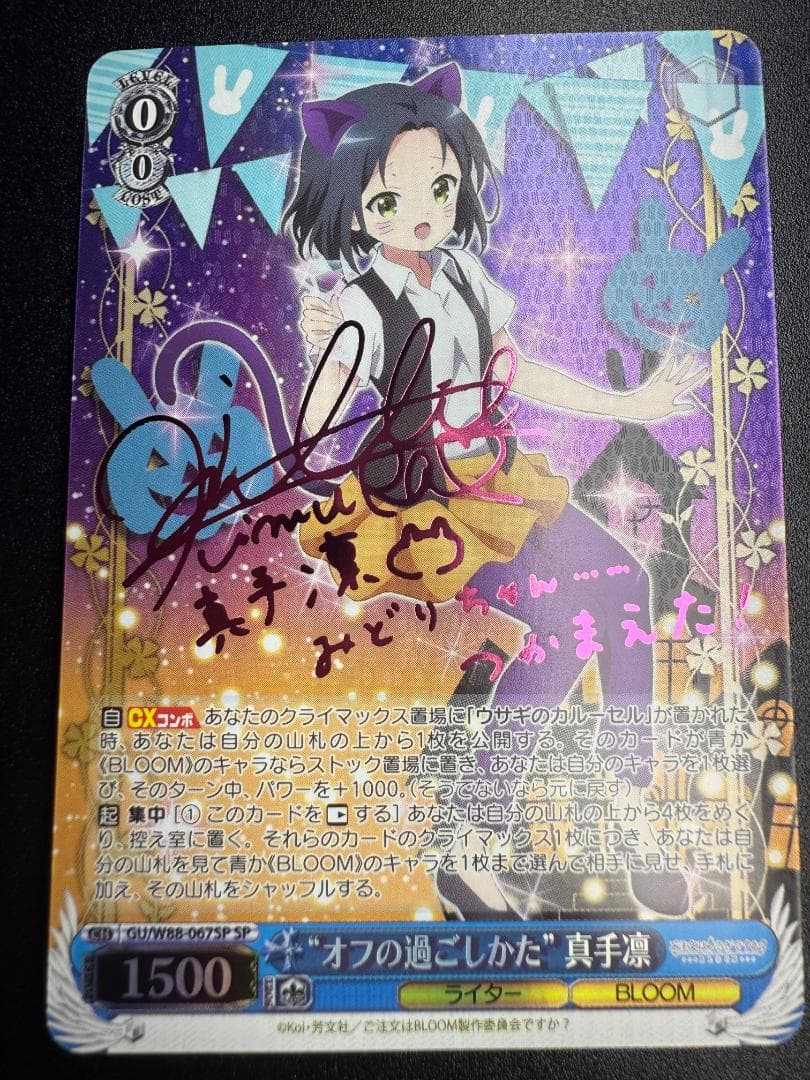 LEVEL
0
0
COST
真手凛
みどりちゃん……
つかまえた!
自 CXコンボ あなたのクライマックス置場に「ウサギのカルーセル」が置かれた
時、あなたは自分の山札の上から1枚を公開する。そのカードが青か
《BLOOM》のキャラならストック置場に置き、あなたは自分のキャラを1枚選
び、そのターン中、パワーを+1000。(そうでないなら元に戻す)
起 集中 [① このカードを する] あなたは自分の山札の上から4枚をめく
り、控え室に置く。それらのカードのクライマックス1枚につき、あなたは自
分の山札を見て青か《BLOOM》のキャラを1枚まで選んで相手に見せ、手札に
加え、その山札をシャッフルする。
GU/W88-067SP SP
"オフの過ごしかた" 真手凛
1500
ライター BLOOM
©Koi・芳文社/ご注文はBLOOM製作委員会ですか?